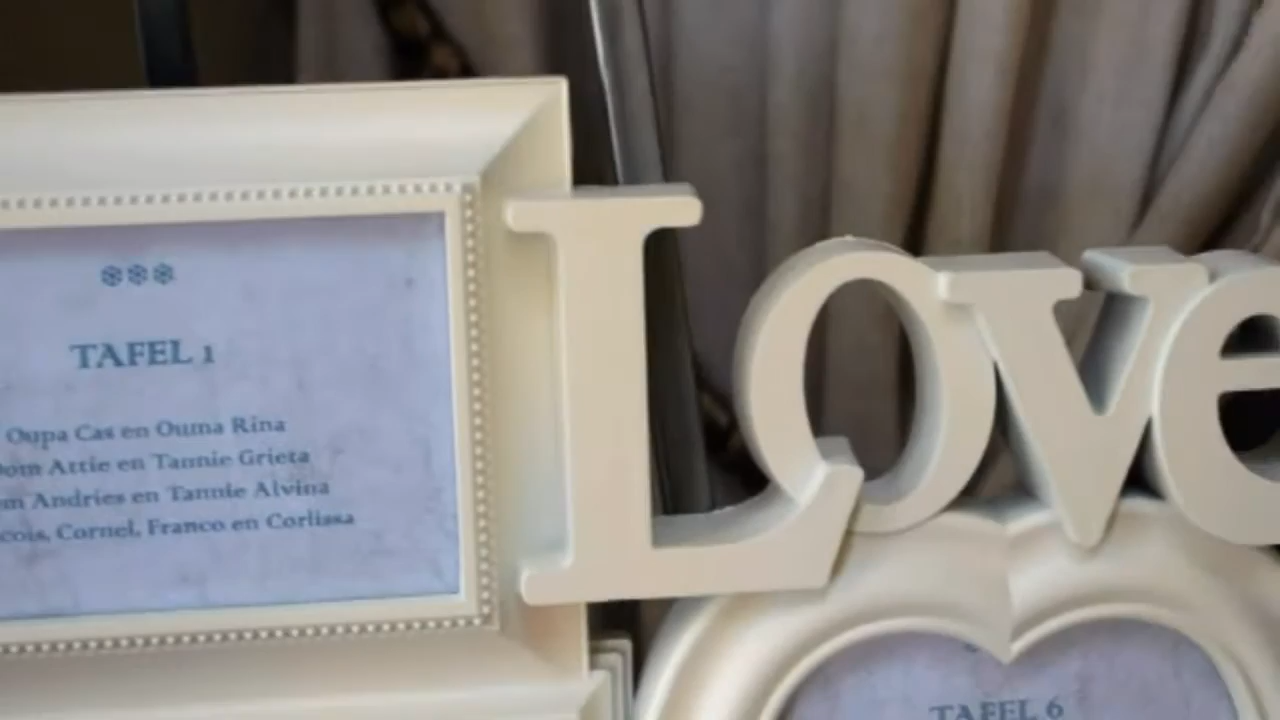 TAFEL 1
Oupa Cas en Ouma Rina
Attie en Tannie Grieta
Andries en Tannie Alvina
Cornel, Franco en Corlissa
Love
TAFEL 6